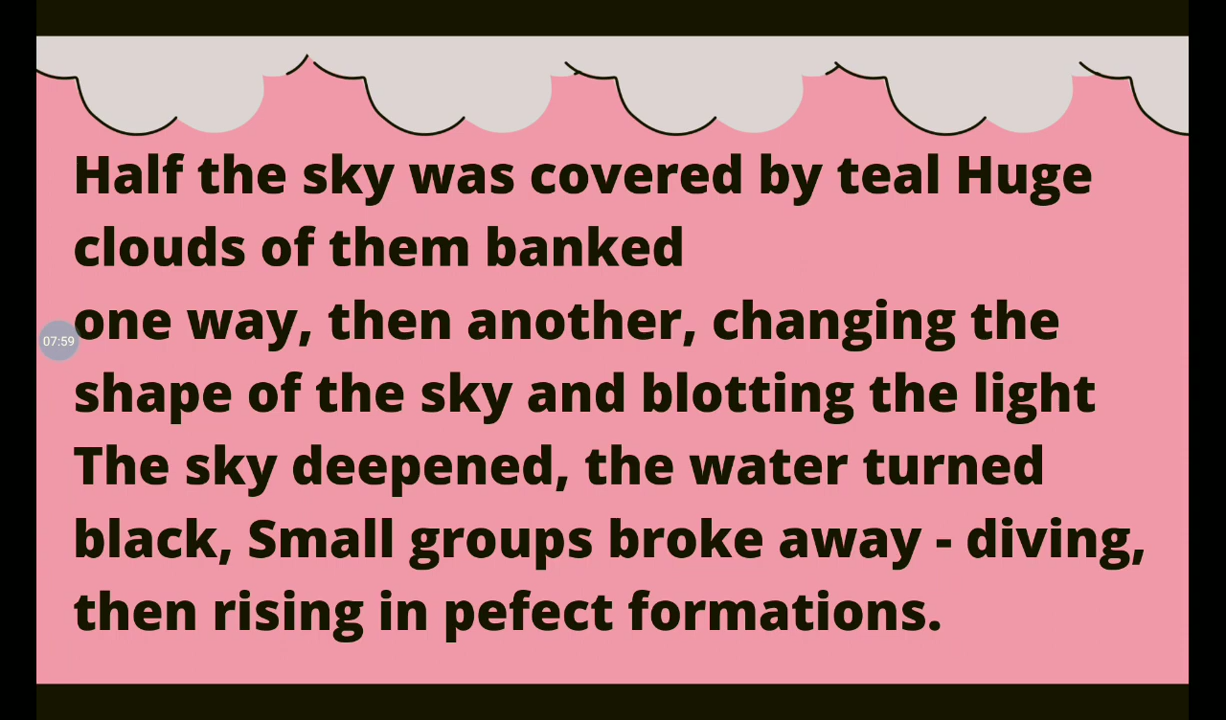 Half the sky was covered by teal Huge
clouds of them banked
one way, then another, changing the
shape of the sky and blotting the light
The sky deepened, the water turned
black, Small groups broke away - diving,
then rising in pefect formations.
07:59